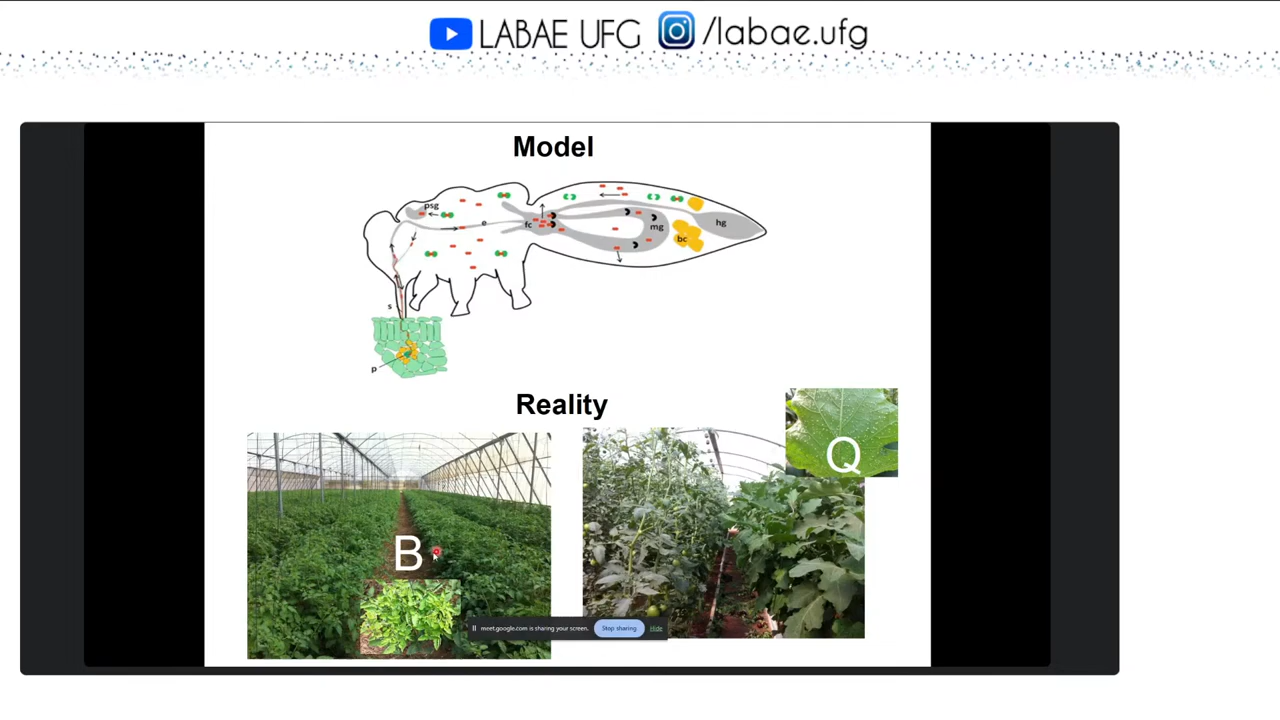 LABAE UFG /labae.ufg
Model
psg
e
fc
mg
hg
bc
s
p
Reality
Q
B
meet.google.com is sharing your screen. Stop sharing Hide